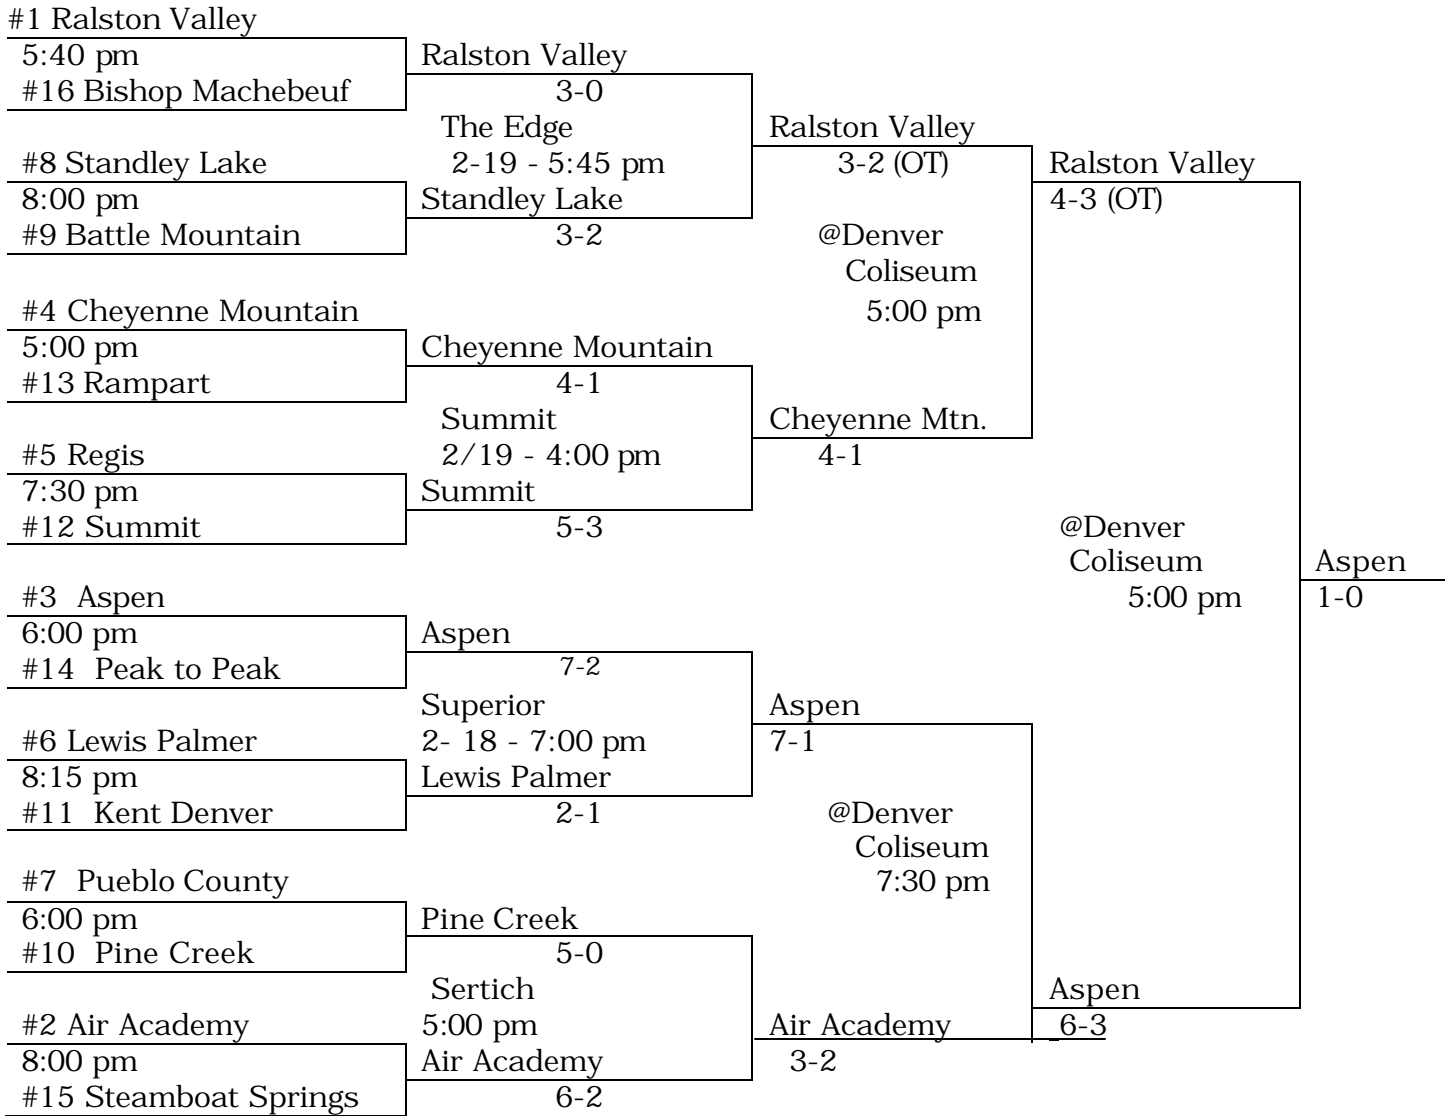 #1 Ralston Valley
5:40 pm
#16 Bishop Machebeuf
Ralston Valley
3-0
The Edge
2-19 - 5:45 pm
#8 Standley Lake
8:00 pm
#9 Battle Mountain
Standley Lake
3-2
Ralston Valley
3-2 (OT)
@Denver
Coliseum
5:00 pm
Ralston Valley
4-3 (OT)
#4 Cheyenne Mountain
5:00 pm
#13 Rampart
Cheyenne Mountain
4-1
Summit
2/19 - 4:00 pm
#5 Regis
7:30 pm
#12 Summit
Summit
5-3
Cheyenne Mtn.
4-1
@Denver
Coliseum
5:00 pm
Aspen
1-0
#3 Aspen
6:00 pm
#14 Peak to Peak
Aspen
7-2
Superior
2- 18 - 7:00 pm
#6 Lewis Palmer
8:15 pm
#11 Kent Denver
Lewis Palmer
2-1
Aspen
7-1
@Denver
Coliseum
7:30 pm
#7 Pueblo County
6:00 pm
#10 Pine Creek
Pine Creek
5-0
Sertich
5:00 pm
#2 Air Academy
8:00 pm
#15 Steamboat Springs
Air Academy
6-2
Air Academy
3-2
Aspen
6-3